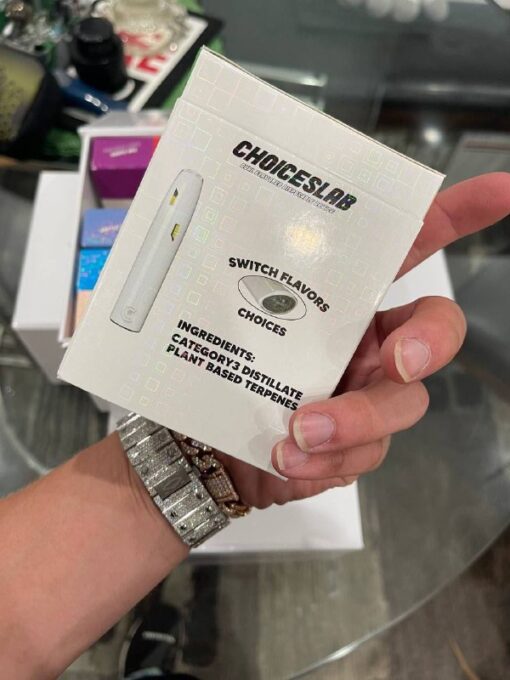 CHOICESLAB
SWITCH FLAVORS
CHOICES
INGREDIENTS:
CATEGORY3 DISTILLATE
PLANT BASED TERPENES